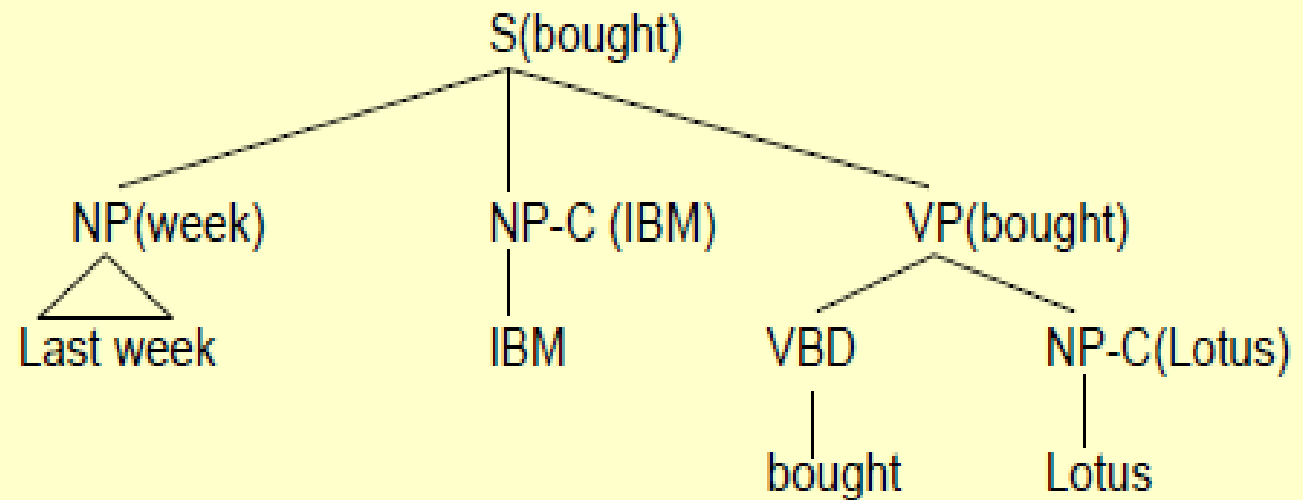 S(bought)
NP(week) NP-C (IBM) VP(bought)
Last week IBM VBD NP-C(Lotus)
bought Lotus